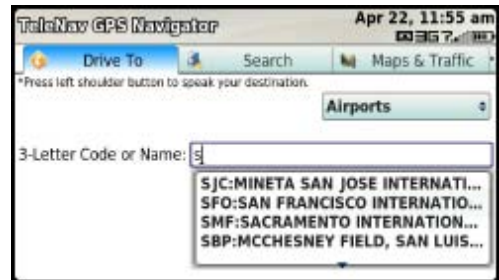 TeleNav GPS Navigator
Apr 22, 11:55 am
3G
Drive To
Search
Maps & Traffic
*Press left shoulder button to speak your destination.
Airports
3-Letter Code or Name: s
SJC:MINETA SAN JOSE INTERNATI...
SFO:SAN FRANCISCO INTERNATIO...
SMF:SACRAMENTO INTERNATION...
SBP:MCCHESNEY FIELD, SAN LUIS...